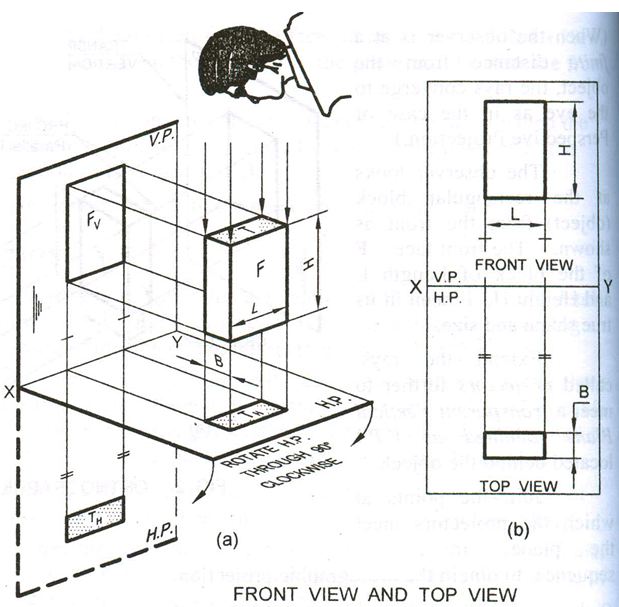 V.P.
F_V
T
F
H
L
X
Y
B
T_H
H.P.
ROTATE H.P.
THROUGH 90°
CLOCKWISE
T_H
H.P.
(a)
H
L
FRONT VIEW
X
V.P.
H.P.
Y
B
TOP VIEW
(b)
FRONT VIEW AND TOP VIEW